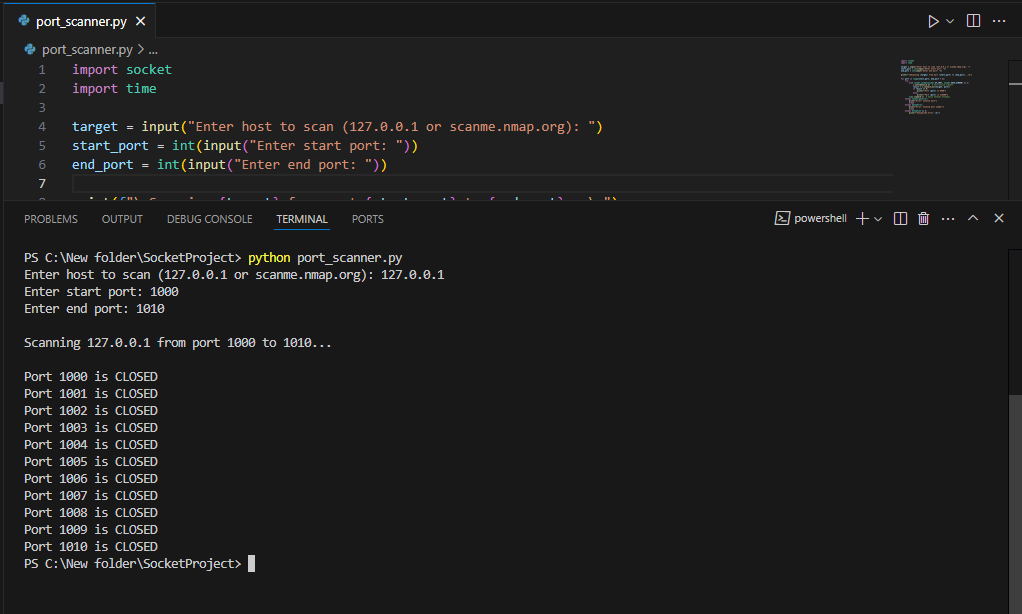 port_scanner.py
port_scanner.py > ...
1 import socket
2 import time
3
4 target = input("Enter host to scan (127.0.0.1 or scanme.nmap.org): ")
5 start_port = int(input("Enter start port: "))
6 end_port = int(input("Enter end port: "))
7
PROBLEMS OUTPUT DEBUG CONSOLE TERMINAL PORTS powershell
PS C:\New folder\SocketProject> python port_scanner.py
Enter host to scan (127.0.0.1 or scanme.nmap.org): 127.0.0.1
Enter start port: 1000
Enter end port: 1010
Scanning 127.0.0.1 from port 1000 to 1010...
Port 1000 is CLOSED
Port 1001 is CLOSED
Port 1002 is CLOSED
Port 1003 is CLOSED
Port 1004 is CLOSED
Port 1005 is CLOSED
Port 1006 is CLOSED
Port 1007 is CLOSED
Port 1008 is CLOSED
Port 1009 is CLOSED
Port 1010 is CLOSED
PS C:\New folder\SocketProject>